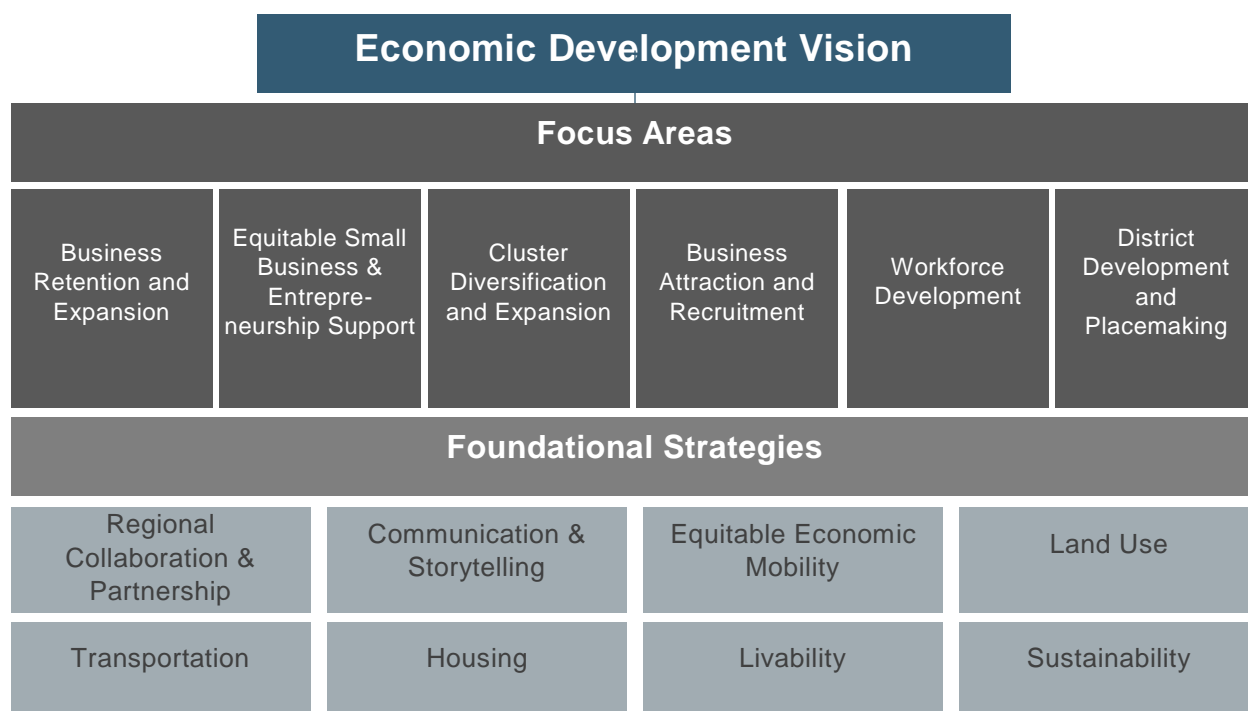 Economic Development Vision
Focus Areas
Business
Retention and
Expansion
Equitable Small
Business &
Entrepre-
neurship Support
Cluster
Diversification
and Expansion
Business
Attraction and
Recruitment
Workforce
Development
District
Development
and
Placemaking
Foundational Strategies
Regional
Collaboration &
Partnership
Communication &
Storytelling
Equitable Economic
Mobility
Land Use
Transportation
Housing
Livability
Sustainability